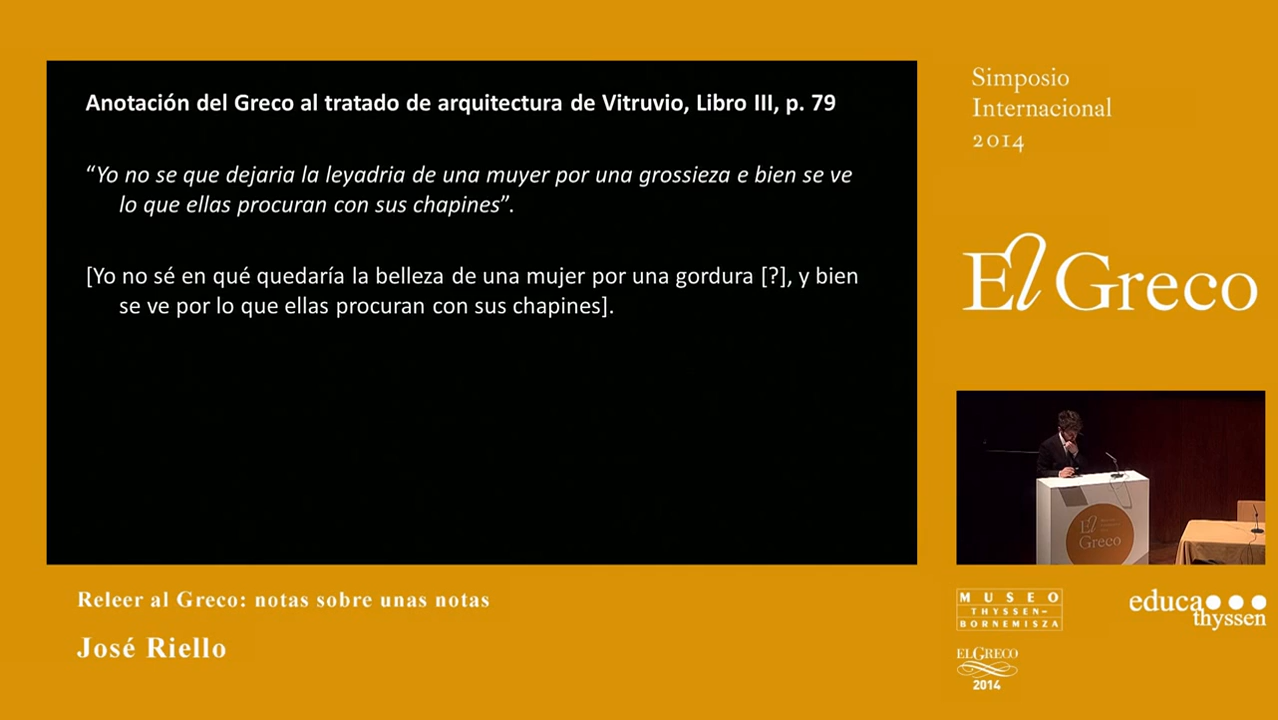 Anotación del Greco al tratado de arquitectura de Vitruvio, Libro III, p. 79
“Yo no se que dejaria la leyadria de una muyer por una grossieza e bien se ve
lo que ellas procuran con sus chapines”.
[Yo no sé en qué quedaría la belleza de una mujer por una gordura [?], y bien
se ve por lo que ellas procuran con sus chapines].
Simposio
Internacional
2014
El Greco
El
Greco
Releer al Greco: notas sobre unas notas
José Riello
MUSEO
THYSSEN-
BORNEMISZA
educa
thyssen
ELGRECO
2014